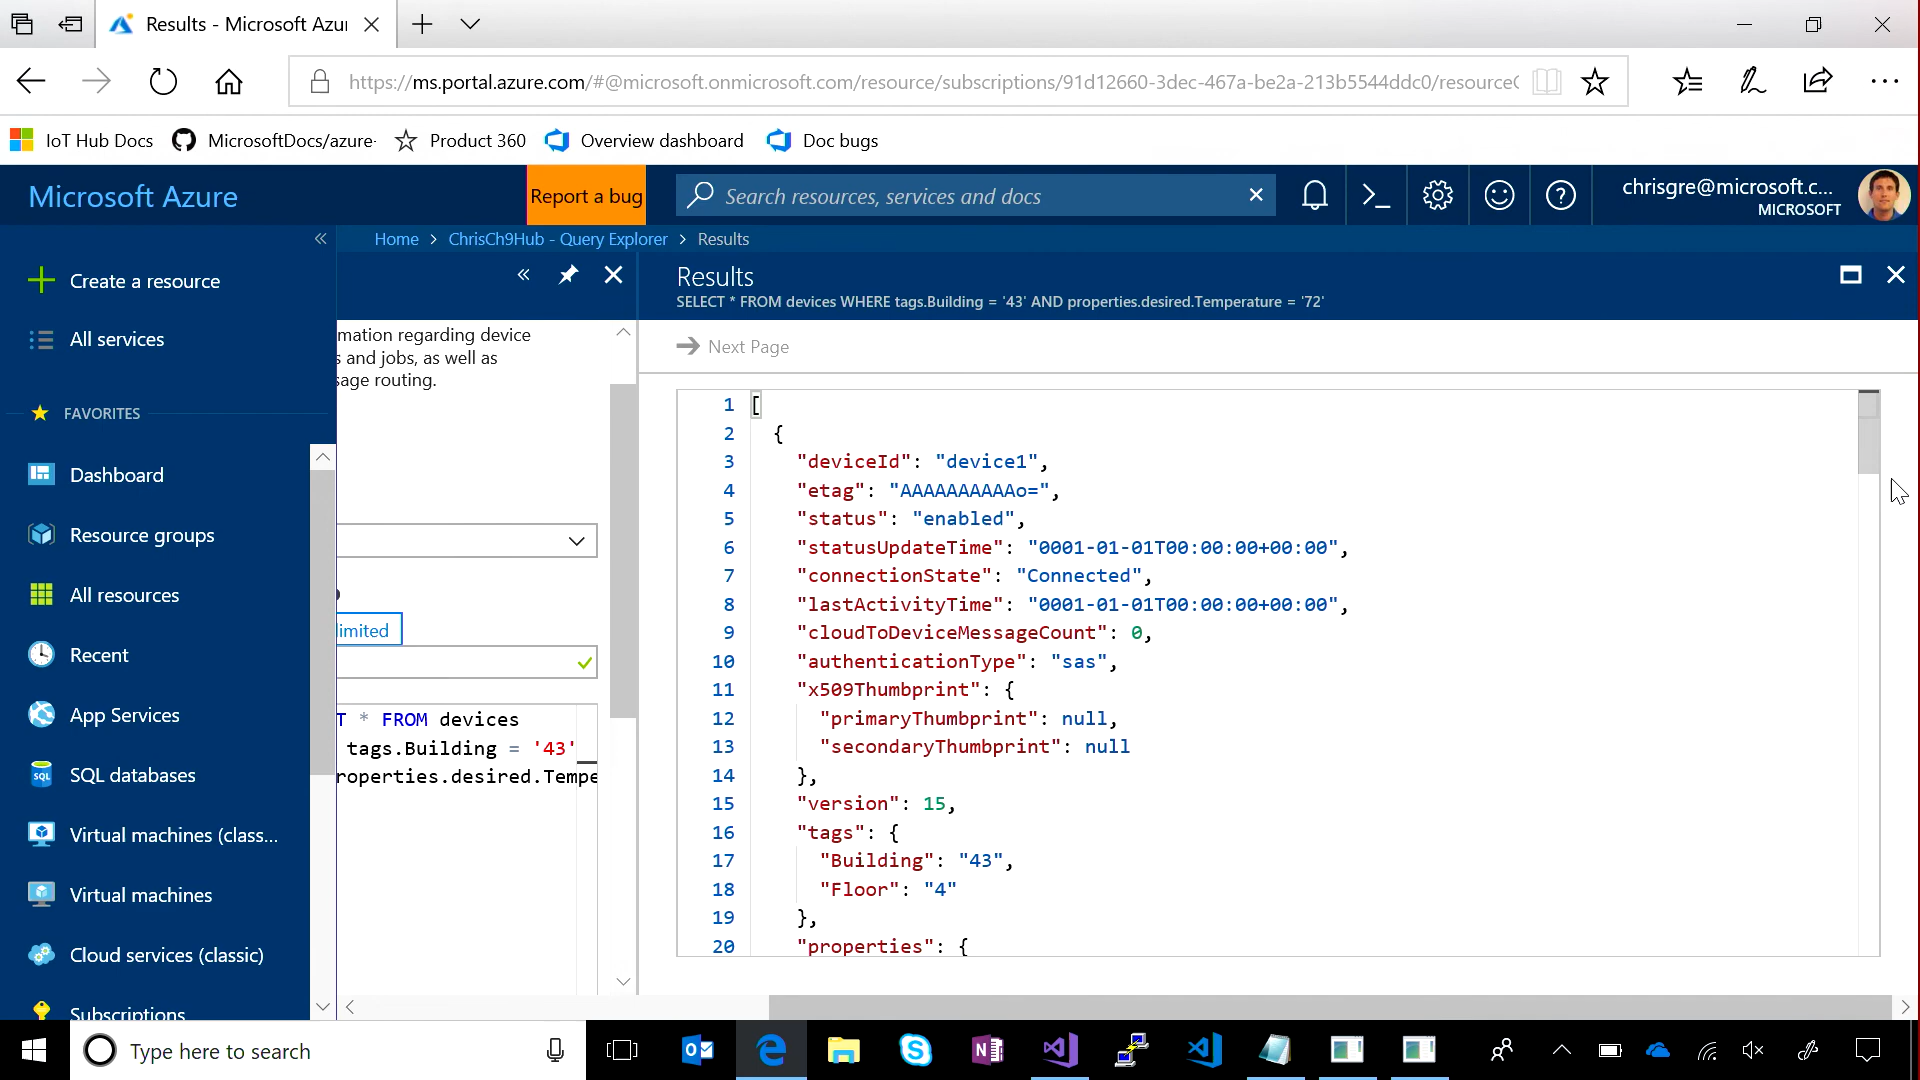 Results - Microsoft Azu
https://ms.portal.azure.com/#@microsoft.onmicrosoft.com/resource/subscriptions/91d12660-3dec-467a-be2a-213b5544ddc0/resource
IoT Hub Docs
MicrosoftDocs/azure-
Product 360
Overview dashboard
Doc bugs
Microsoft Azure
Report a bug
Search resources, services and docs
chrisgre@microsoft.c...
MICROSOFT
Home > ChrisCh9Hub - Query Explorer > Results
Create a resource
All services
FAVORITES
Dashboard
Resource groups
All resources
Recent
App Services
SQL databases
Virtual machines (class...
Virtual machines
Cloud services (classic)
Subscriptions
mation regarding device
s and jobs, as well as
sage routing.
limited
T * FROM devices
tags.Building = '43'
roperties.desired.Tempe
Results
SELECT * FROM devices WHERE tags.Building = '43' AND properties.desired.Temperature = '72'
Next Page
1 [
2 {
3 "deviceId": "device1",
4 "etag": "AAAAAAAAAAo=",
5 "status": "enabled",
6 "statusUpdateTime": "0001-01-01T00:00:00+00:00",
7 "connectionState": "Connected",
8 "lastActivityTime": "0001-01-01T00:00:00+00:00",
9 "cloudToDeviceMessageCount": 0,
10 "authenticationType": "sas",
11 "x509Thumbprint": {
12 "primaryThumbprint": null,
13 "secondaryThumbprint": null
14 },
15 "version": 15,
16 "tags": {
17 "Building": "43",
18 "Floor": "4"
19 },
20 "properties": {
Type here to search